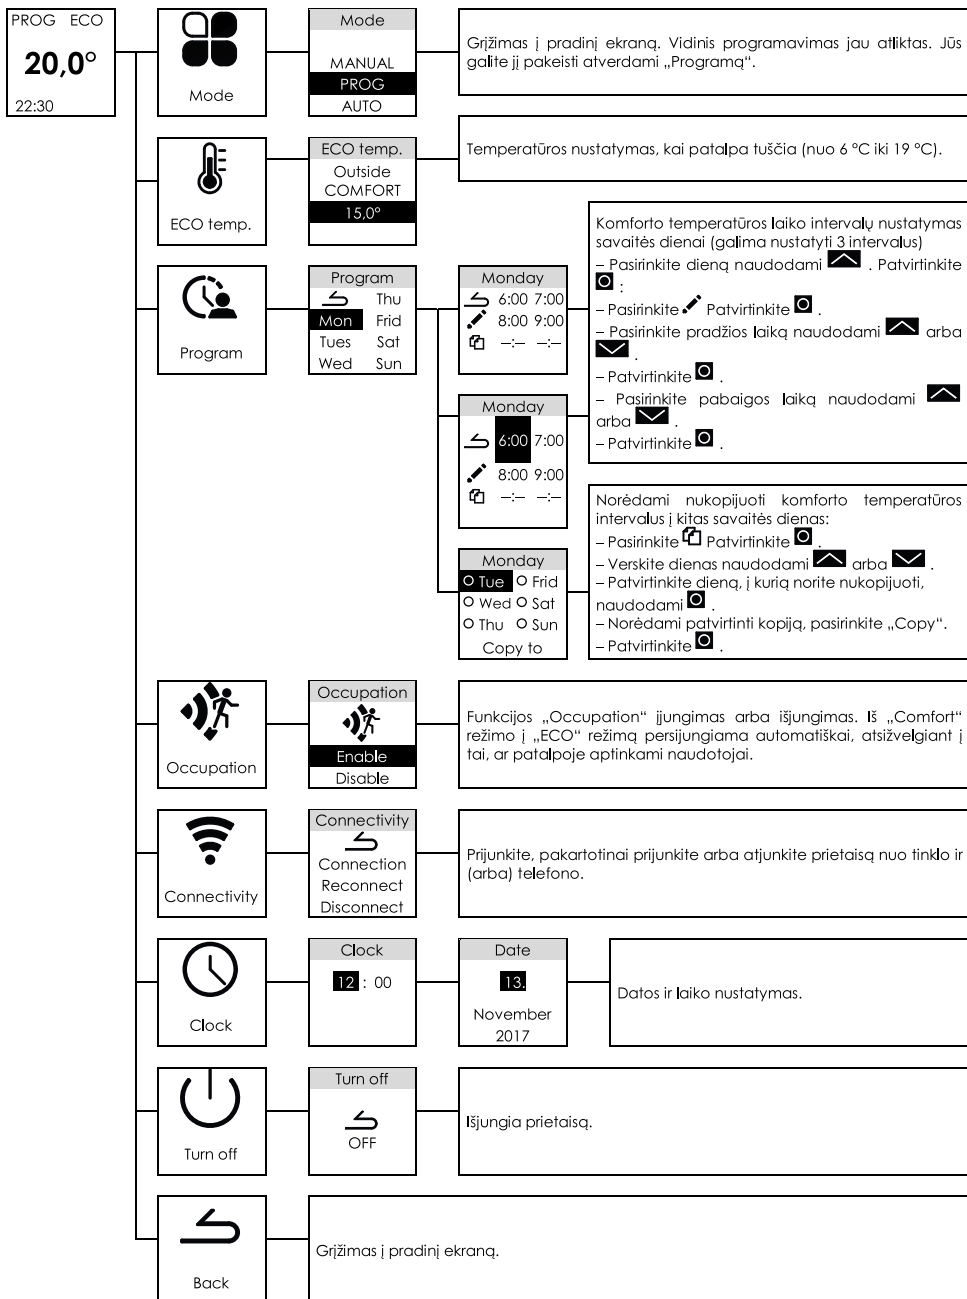 PROG ECO
20,0°
22:30
Mode
Mode
MANUAL
PROG
AUTO
Grįžimas į pradinį ekraną. Vidinis programavimas jau atliktas. Jūs
galite jį pakeisti atverdami „Programą“.
ECO temp.
ECO temp.
Outside
COMFORT
15,0°
Temperatūros nustatymas, kai patalpa tuščia (nuo 6 °C iki 19 °C).
Program
Program
Thu
Mon Frid
Tues Sat
Wed Sun
Monday
6:00 7:00
8:00 9:00
–:– –:–
Komforto temperatūros laiko intervalų nustatymas
savaitės dienai (galima nustatyti 3 intervalus)
– Pasirinkite dieną naudodami . Patvirtinkite
:
– Pasirinkite Patvirtinkite .
– Pasirinkite pradžios laiką naudodami arba
.
– Patvirtinkite .
– Pasirinkite pabaigos laiką naudodami
arba .
– Patvirtinkite .
Monday
6:00 7:00
8:00 9:00
–:– –:–
Monday
Tue Frid
Wed Sat
Thu Sun
Copy to
Norėdami nukopijuoti komforto temperatūros
intervalus į kitas savaitės dienas:
– Pasirinkite Patvirtinkite .
– Verskite dienas naudodami arba .
– Patvirtinkite dieną, į kurią norite nukopijuoti,
naudodami .
– Norėdami patvirtinti kopiją, pasirinkite „Copy“.
– Patvirtinkite .
Occupation
Occupation
Enable
Disable
Funkcijos „Occupation“ įjungimas arba išjungimas. Iš „Comfort“
režimo į „ECO“ režimą persijungiama automatiškai, atsižvelgiant į
tai, ar patalpoje aptinkami naudotojai.
Connectivity
Connectivity
Connection
Reconnect
Disconnect
Prijunkite, pakartotinai prijunkite arba atjunkite prietaisą nuo tinklo ir
(arba) telefono.
Clock
Clock
12 : 00
Date
13.
November
2017
Datos ir laiko nustatymas.
Turn off
Turn off
OFF
Išjungia prietaisą.
Back
Grįžimas į pradinį ekraną.